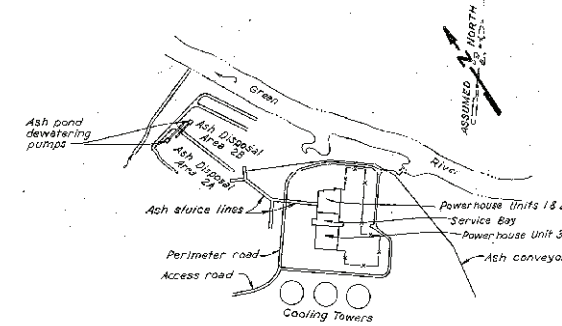 ASSUMED
NORTH
N
Green
River
Ash pond
dewatering
pumps
Ash Disposal
Area 2B
Ash Disposal
Area 2A
Ash sluice lines
Powerhouse Units 1 &
Service Bay
Powerhouse Unit 3
Ash conveyor
Perimeter road
Access road
Cooling Towers